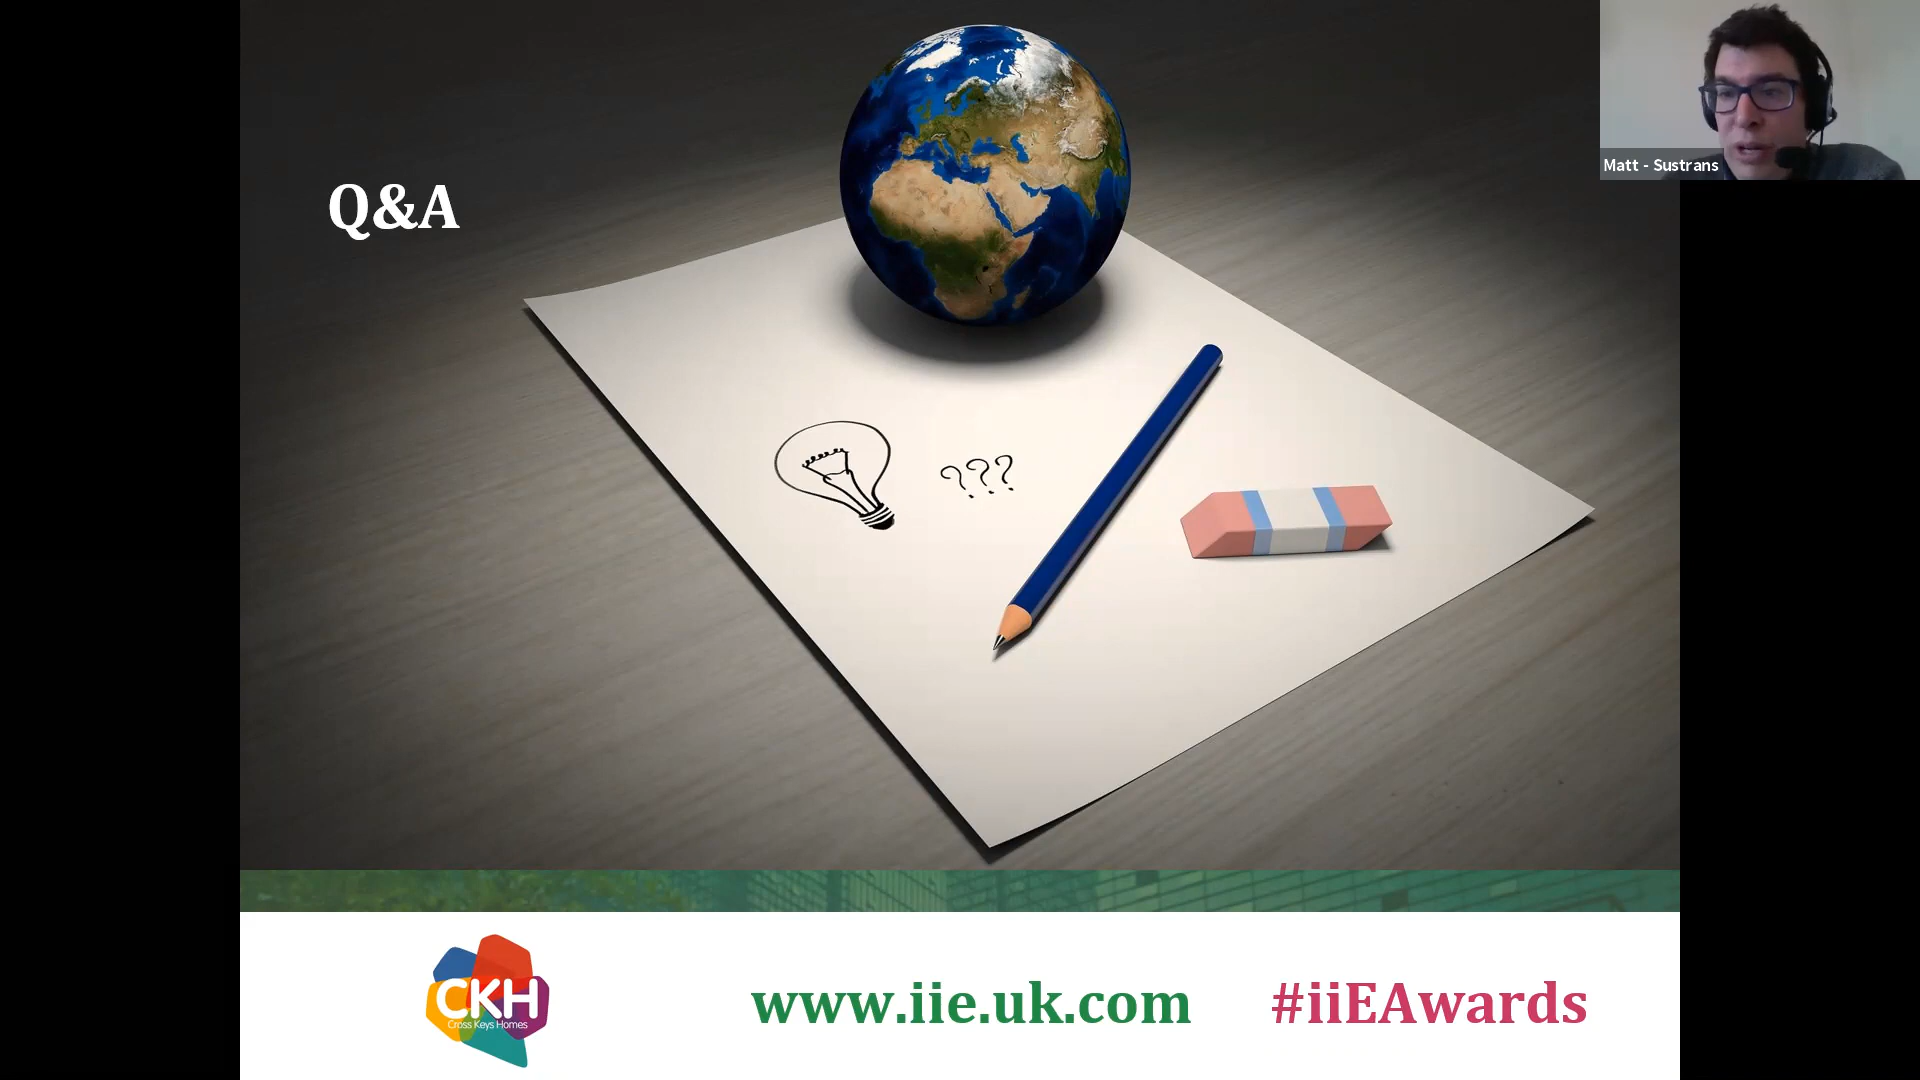 Matt - Sustrans
Q&A
???
CKH
Cross Keys Homes
www.iie.uk.com
#iiEAwards